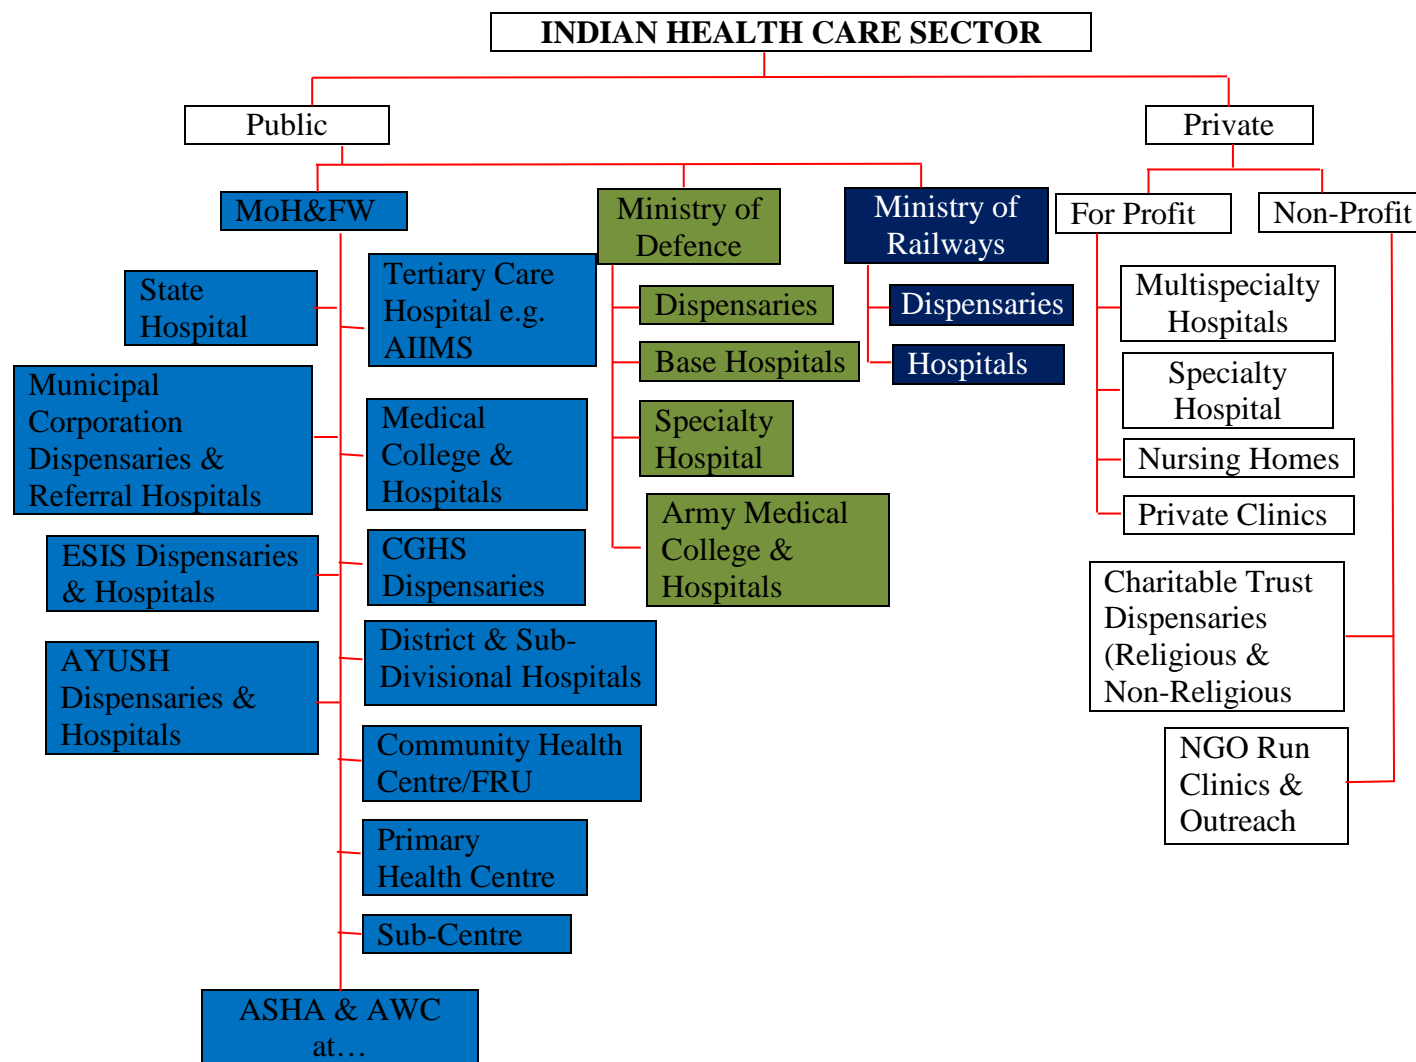 INDIAN HEALTH CARE SECTOR
Public
Private
MoH&FW
Ministry of
Defence
Ministry of
Railways
For Profit
Non-Profit
State
Hospital
Tertiary Care
Hospital e.g.
AIIMS
Municipal
Corporation
Dispensaries &
Referral Hospitals
Medical
College &
Hospitals
ESIS Dispensaries
& Hospitals
CGHS
Dispensaries
AYUSH
Dispensaries &
Hospitals
District & Sub-
Divisional Hospitals
Community Health
Centre/FRU
Primary
Health Centre
Sub-Centre
ASHA & AWC
at…
Dispensaries
Base Hospitals
Specialty
Hospital
Army Medical
College &
Hospitals
Dispensaries
Hospitals
Multispecialty
Hospitals
Specialty
Hospital
Nursing Homes
Private Clinics
Charitable Trust
Dispensaries
(Religious &
Non-Religious
NGO Run
Clinics &
Outreach